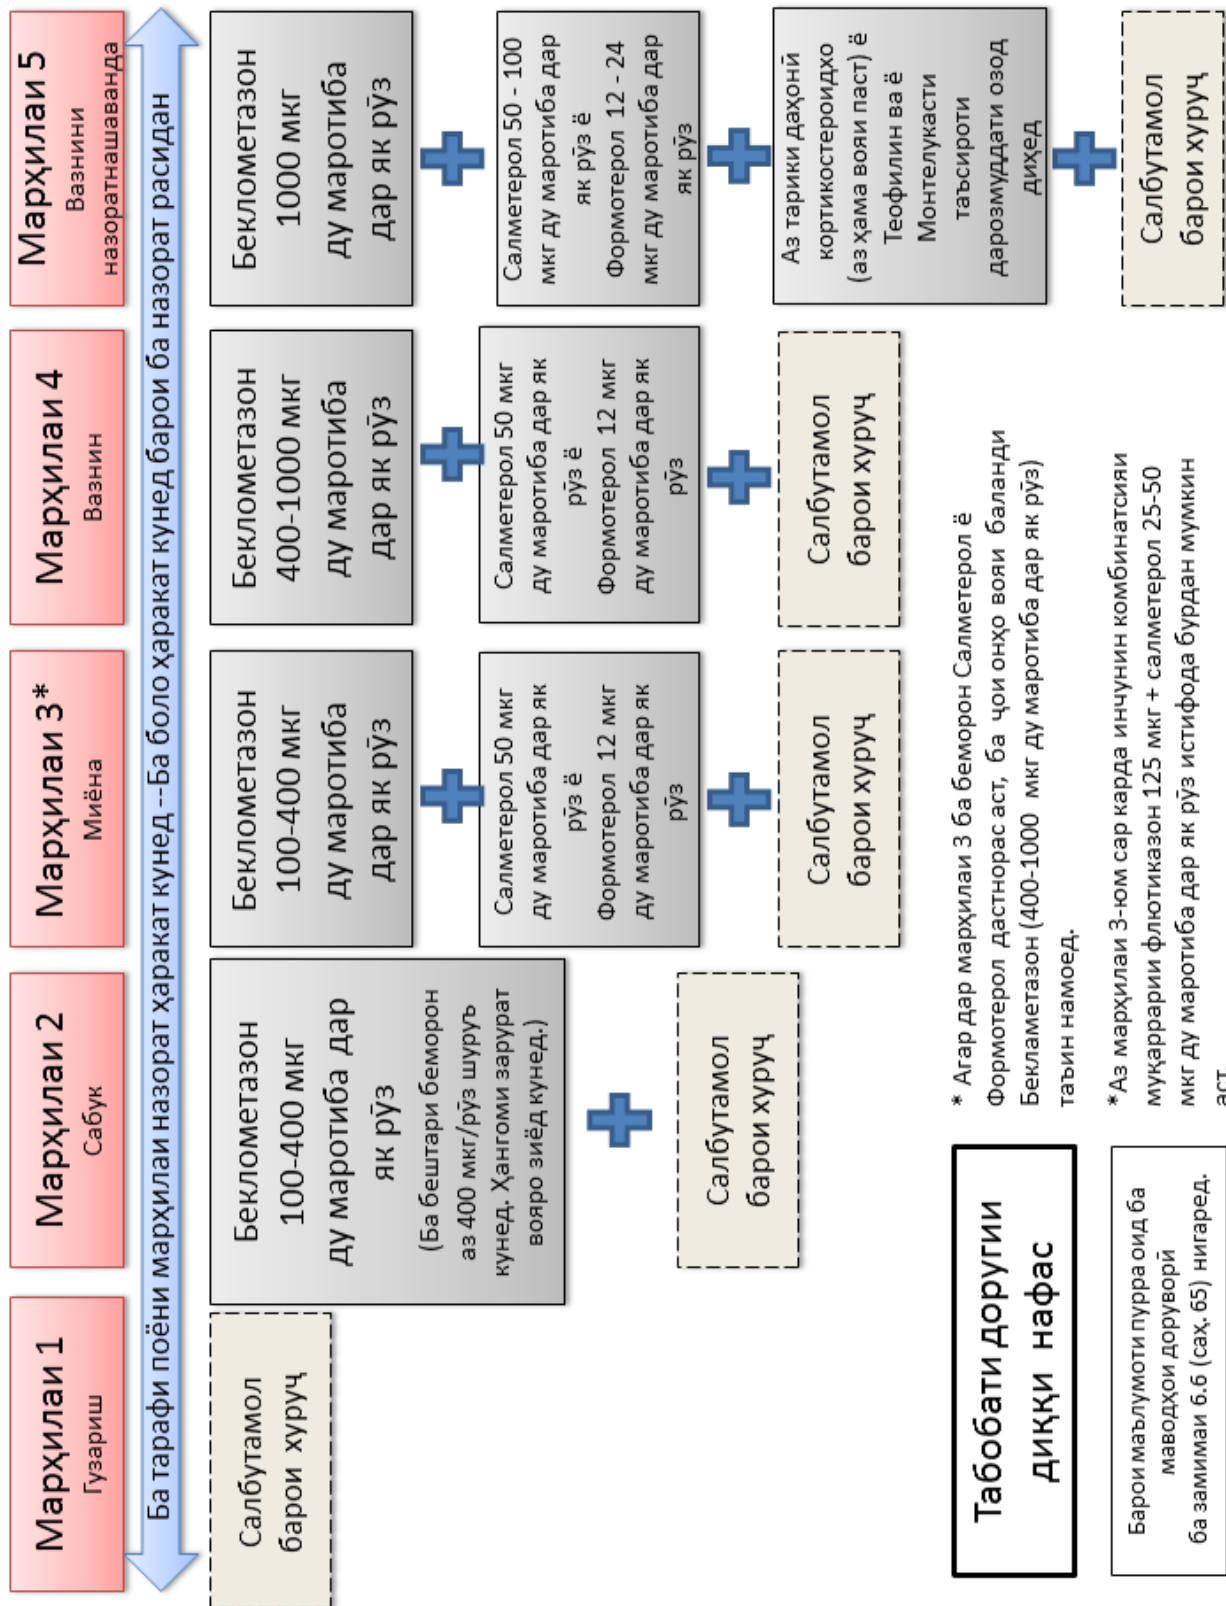 Марҳилаи 1
Гузариш
Марҳилаи 2
Сабук
Марҳилаи 3*
Миёна
Марҳилаи 4
Вазнин
Марҳилаи 5
Вазнини
назоратнашаванда
Ба тарафи поёни марҳилаи назорат ҳаракат кунед --Ба боло ҳаракат кунед барои ба назорат расидан
Салбутамол
барои хуруҷ
Беклометазон
100-400 мкг
ду маротиба дар
як рӯз
(Ба бештари беморон
аз 400 мкг/рӯз шуруъ
кунед. Ҳангоми зарурат
вояро зиёд кунед.)
Салбутамол
барои хуруҷ
Беклометазон
100-400 мкг
ду маротиба
дар як рӯз
Салметерол 50 мкг
ду маротиба дар як
рӯз ё
Формотерол 12 мкг
ду маротиба дар як
рӯз
Салбутамол
барои хуруҷ
Беклометазон
400-1000 мкг
ду маротиба
дар як рӯз
Салметерол 50 мкг
ду маротиба дар як
рӯз ё
Формотерол 12 мкг
ду маротиба дар як
рӯз
Салбутамол
барои хуруҷ
Беклометазон
1000 мкг
ду маротиба
дар як рӯз
Салметерол 50 - 100
мкг ду маротиба дар
як рӯз ё
Формотерол 12 - 24
мкг ду маротиба дар
як рӯз
Аз тарики даҳонӣ
кортикостероидхо
(аз ҳама вояи паст) ё
Теофилин ва ё
Монтелукасти
таъсироти
дарозмуддати озод
диҳед
Салбутамол
барои хуруҷ
Табобати доругии
диққи нафас
Барои маълумоти пурра оид ба
маводҳои доруворӣ
ба замимаи 6.6 (саҳ. 65) нигаред.
* Агар дар марҳилаи 3 ба беморон Салметерол ё
Формотерол дастнорас аст, ба ҷои онҳо вояи баланди
Бекламетазон (400-1000 мкг ду маротиба дар як рӯз)
таъин намоед.
*Аз марҳилаи 3-юм сар карда инчунин комбинатсияи
муқаррарии флютиказон 125 мкг + салметерол 25-50
мкг ду маротиба дар як рӯз истифода бурдан мумкин
аст.